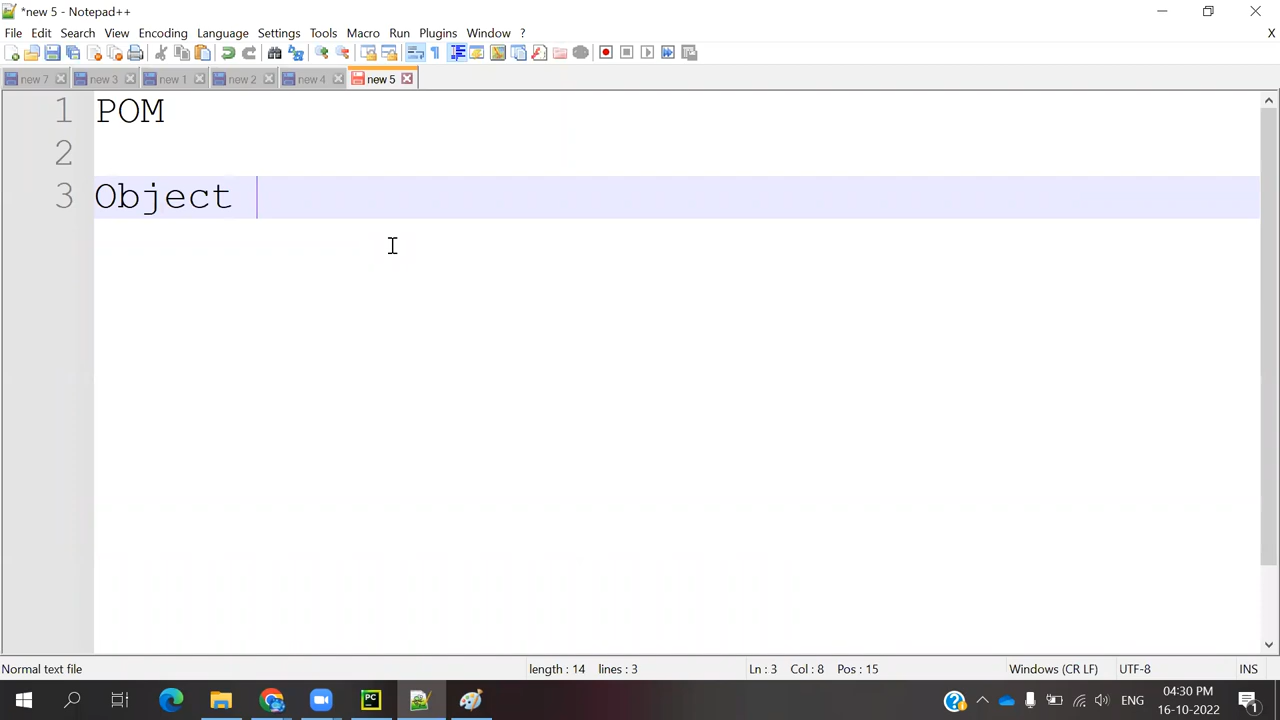 *new 5 - Notepad++
File Edit Search View Encoding Language Settings Tools Macro Run Plugins Window ? X
new 7 new 3 new 1 new 2 new 4 new 5
1 POM
2
3 Object
Normal text file length : 14 lines : 3 Ln : 3 Col : 8 Pos : 15 Windows (CR LF) UTF-8 INS
ENG 04:30 PM
16-10-2022